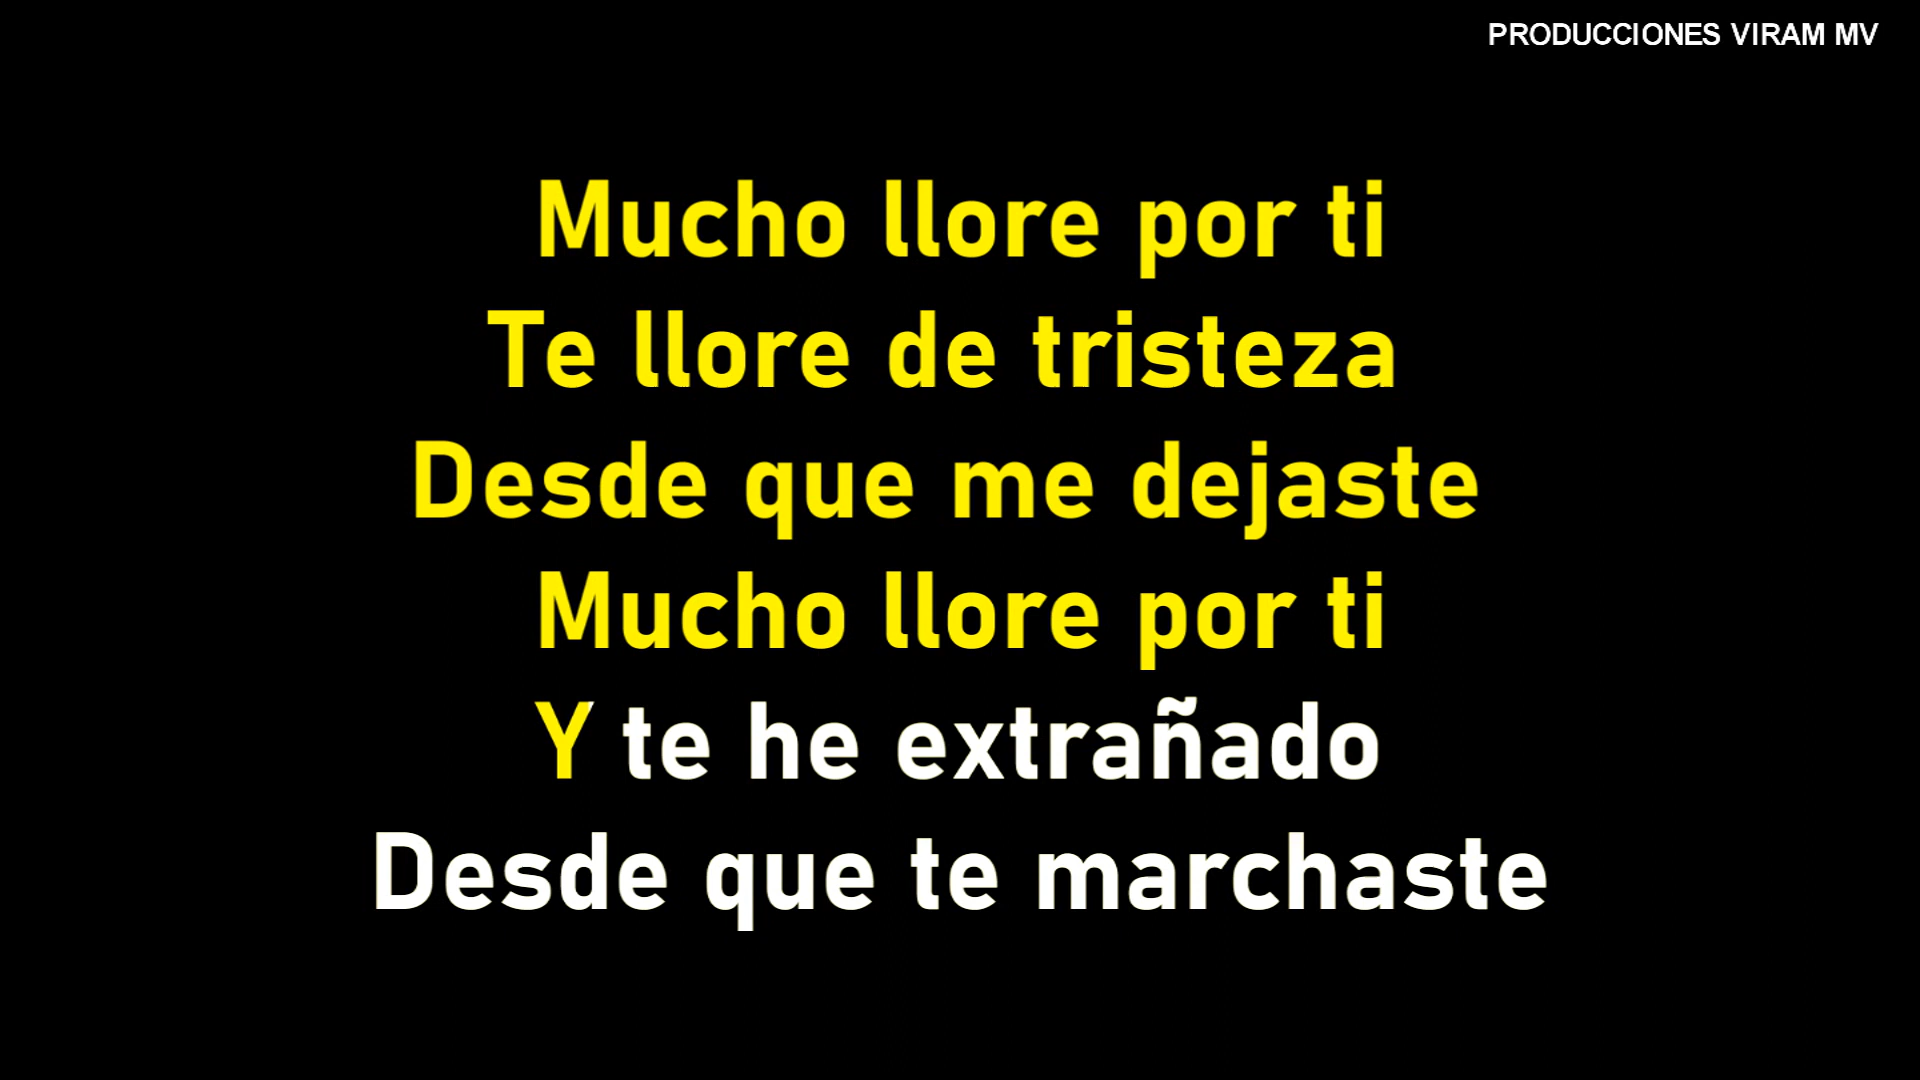 PRODUCCIONES VIRAM MV
Mucho llore por ti
Te llore de tristeza
Desde que me dejaste
Mucho llore por ti
Y te he extrañado
Desde que te marchaste